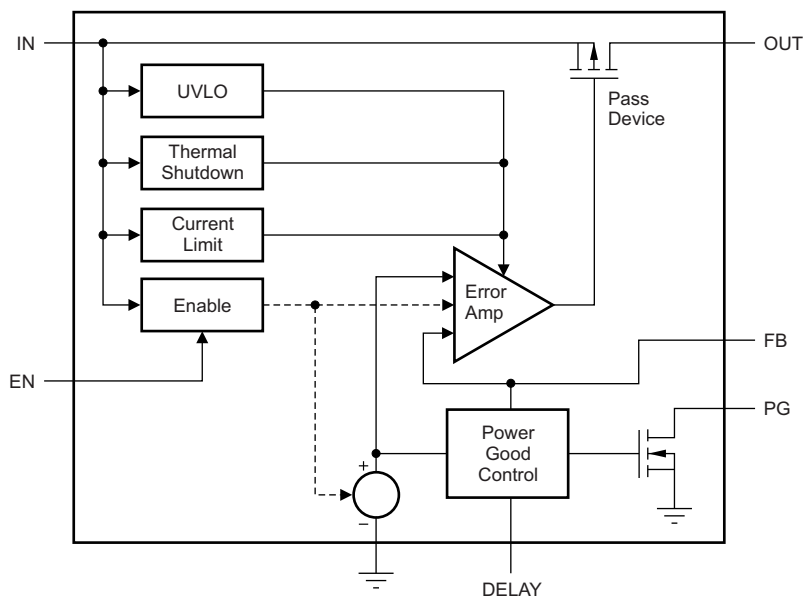 IN
OUT
UVLO
Pass
Device
Thermal
Shutdown
Current
Limit
Enable
Error
Amp
EN
FB
PG
Power
Good
Control
+
−
DELAY